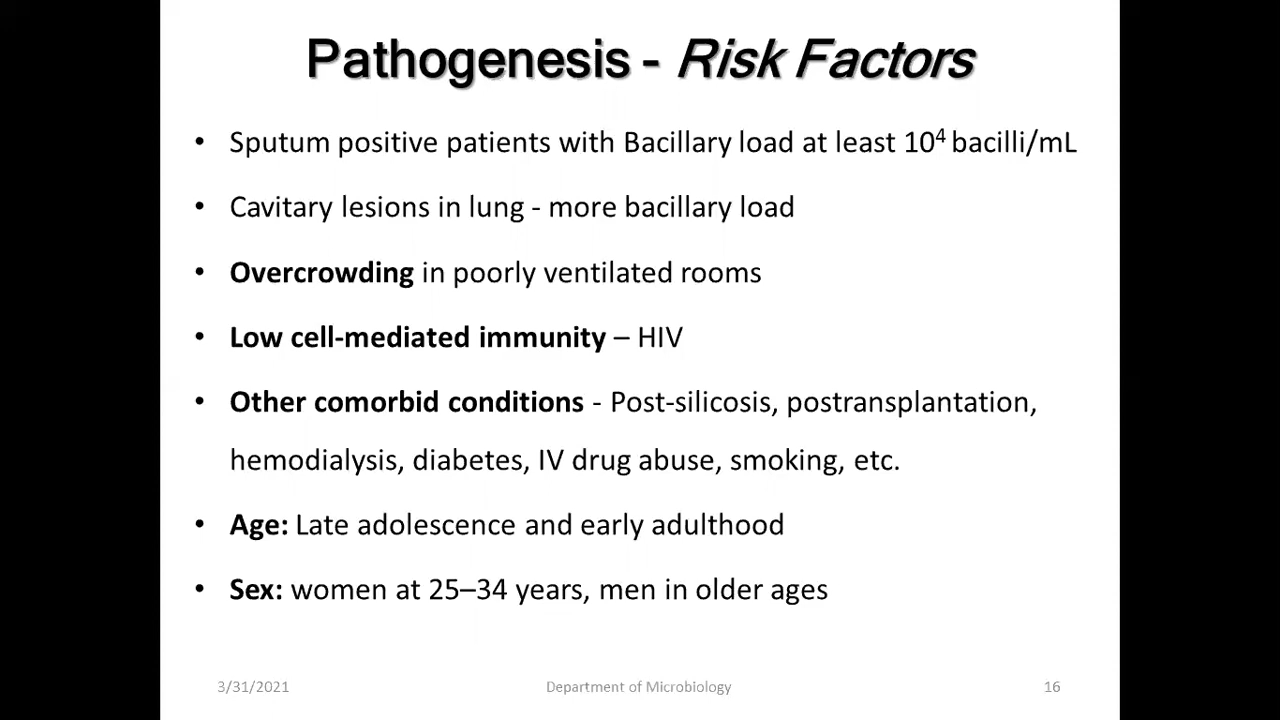 Pathogenesis - Risk Factors
• Sputum positive patients with Bacillary load at least 10⁴ bacilli/mL
• Cavitary lesions in lung - more bacillary load
• Overcrowding in poorly ventilated rooms
• Low cell-mediated immunity – HIV
• Other comorbid conditions - Post-silicosis, postransplantation,
hemodialysis, diabetes, IV drug abuse, smoking, etc.
• Age: Late adolescence and early adulthood
• Sex: women at 25–34 years, men in older ages
3/31/2021 Department of Microbiology 16